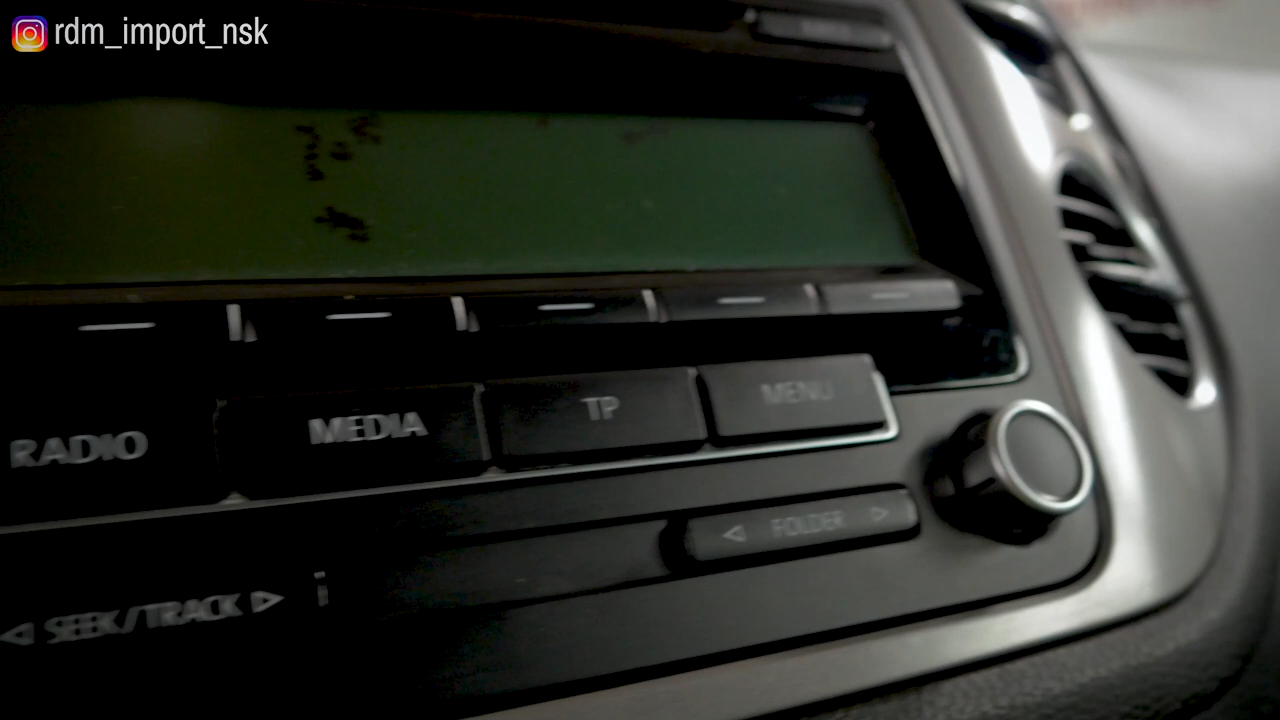 rdm_import_nsk
RADIO MEDIA TP MENU
◁ FOLDER ▷
◁ SEEK/TRACK ▷ i